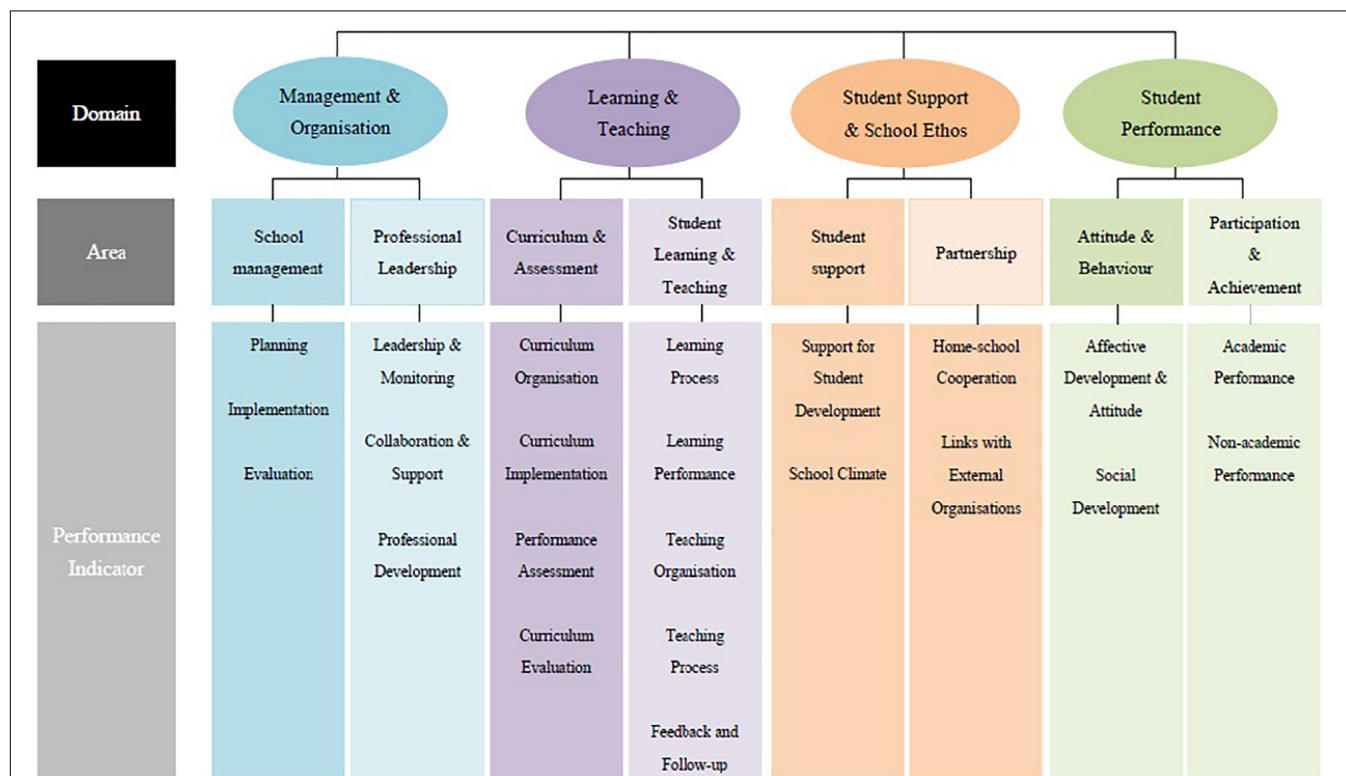 Domain
Management &
Organisation
Learning &
Teaching
Student Support
& School Ethos
Student
Performance
Area
School
management
Professional
Leadership
Curriculum &
Assessment
Student
Learning &
Teaching
Student
support
Partnership
Attitude &
Behaviour
Participation
&
Achievement
Performance
Indicator
Planning
Implementation
Evaluation
Leadership &
Monitoring
Collaboration &
Support
Professional
Development
Curriculum
Organisation
Curriculum
Implementation
Performance
Assessment
Curriculum
Evaluation
Learning
Process
Learning
Performance
Teaching
Organisation
Teaching
Process
Feedback and
Follow-up
Support for
Student
Development
School Climate
Home-school
Cooperation
Links with
External
Organisations
Affective
Development &
Attitude
Social
Development
Academic
Performance
Non-academic
Performance